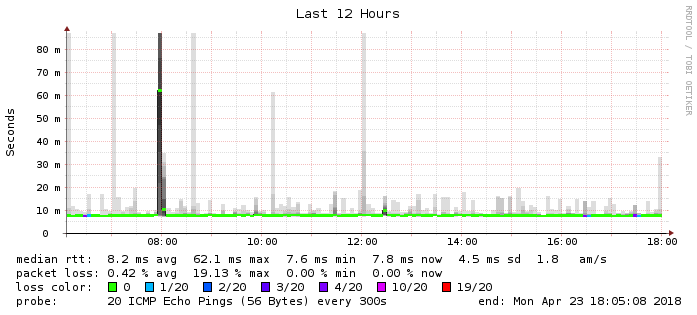 Last 12 Hours
RRDTOOL / TOBI OETIKER
Seconds
80 m
70 m
60 m
50 m
40 m
30 m
20 m
10 m
0
08:00 10:00 12:00 14:00 16:00 18:00
median rtt: 8.2 ms avg 62.1 ms max 7.6 ms min 7.8 ms now 4.5 ms sd 1.8 am/s
packet loss: 0.42 % avg 19.13 % max 0.00 % min 0.00 % now
loss color: 0 1/20 2/20 3/20 4/20 10/20 19/20
probe: 20 ICMP Echo Pings (56 Bytes) every 300s end: Mon Apr 23 18:05:08 2018